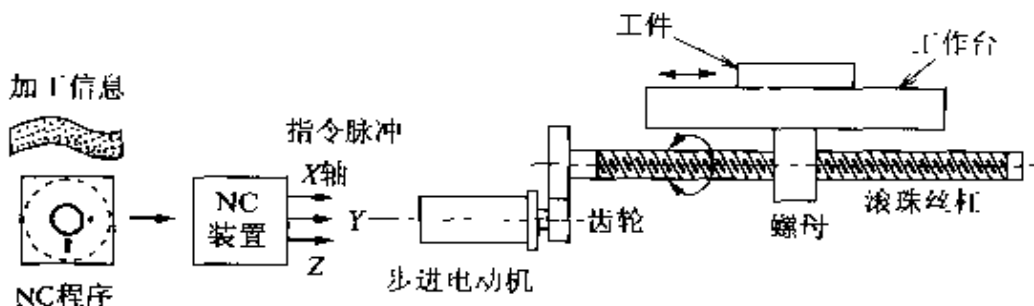 加工信息
NC程序
NC
装置
指令脉冲
X轴
Y
Z
步进电动机
齿轮
工件
工作台
螺母
滚珠丝杠